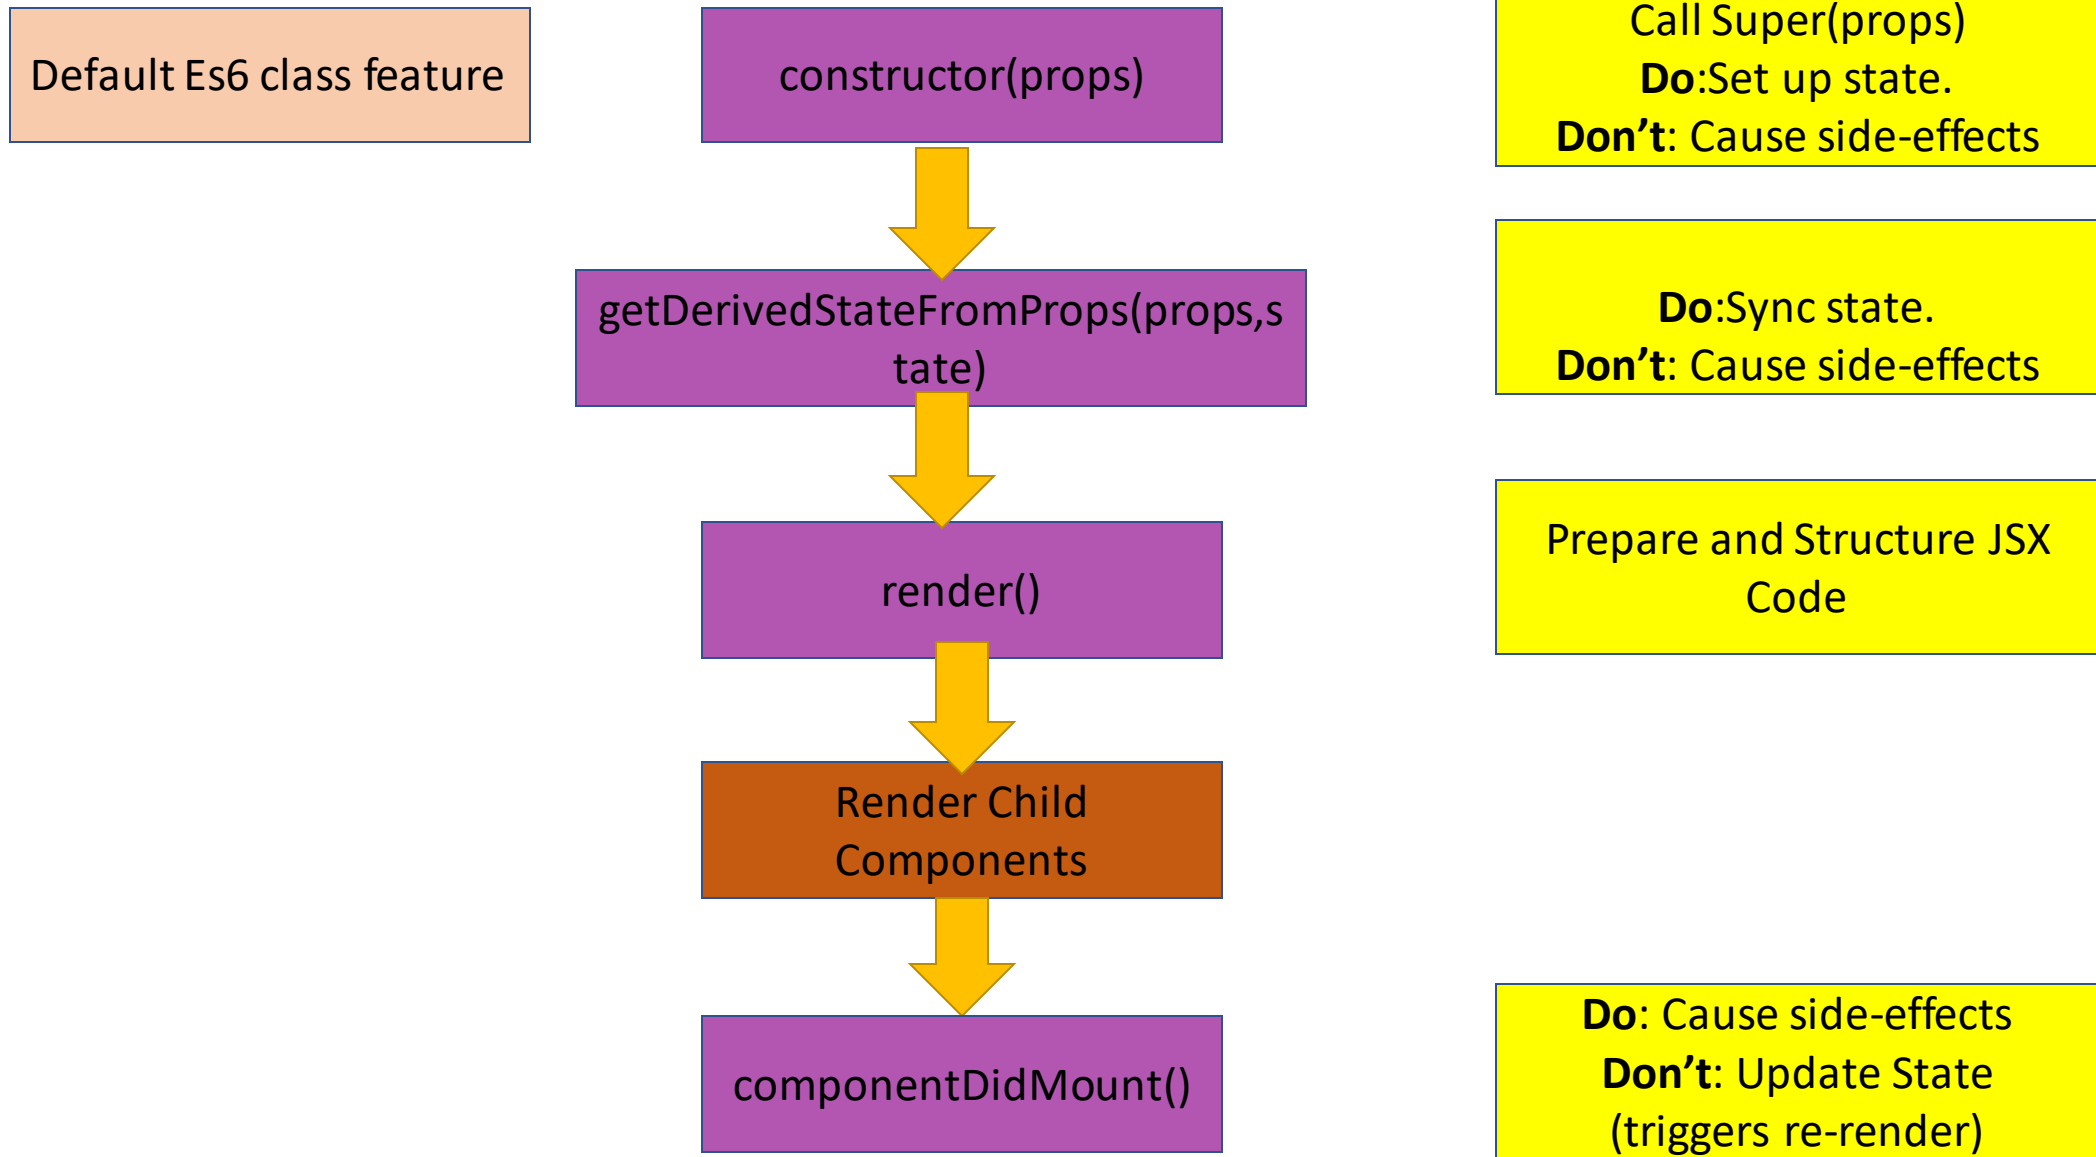 Default Es6 class feature
constructor(props)
Call Super(props)
Do:Set up state.
Don’t: Cause side-effects
getDerivedStateFromProps(props,s
tate)
Do:Sync state.
Don’t: Cause side-effects
render()
Prepare and Structure JSX
Code
Render Child
Components
componentDidMount()
Do: Cause side-effects
Don’t: Update State
(triggers re-render)